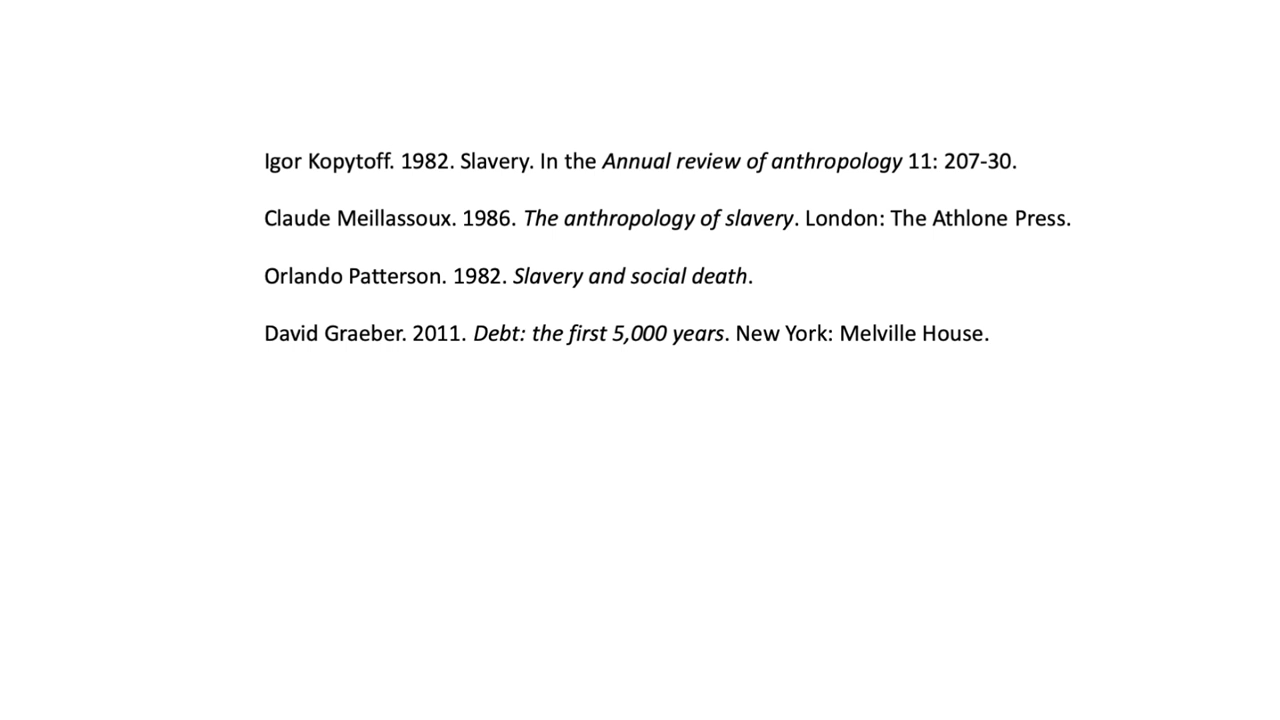 Igor Kopytoff. 1982. Slavery. In the Annual review of anthropology 11: 207-30.
Claude Meillassoux. 1986. The anthropology of slavery. London: The Athlone Press.
Orlando Patterson. 1982. Slavery and social death.
David Graeber. 2011. Debt: the first 5,000 years. New York: Melville House.